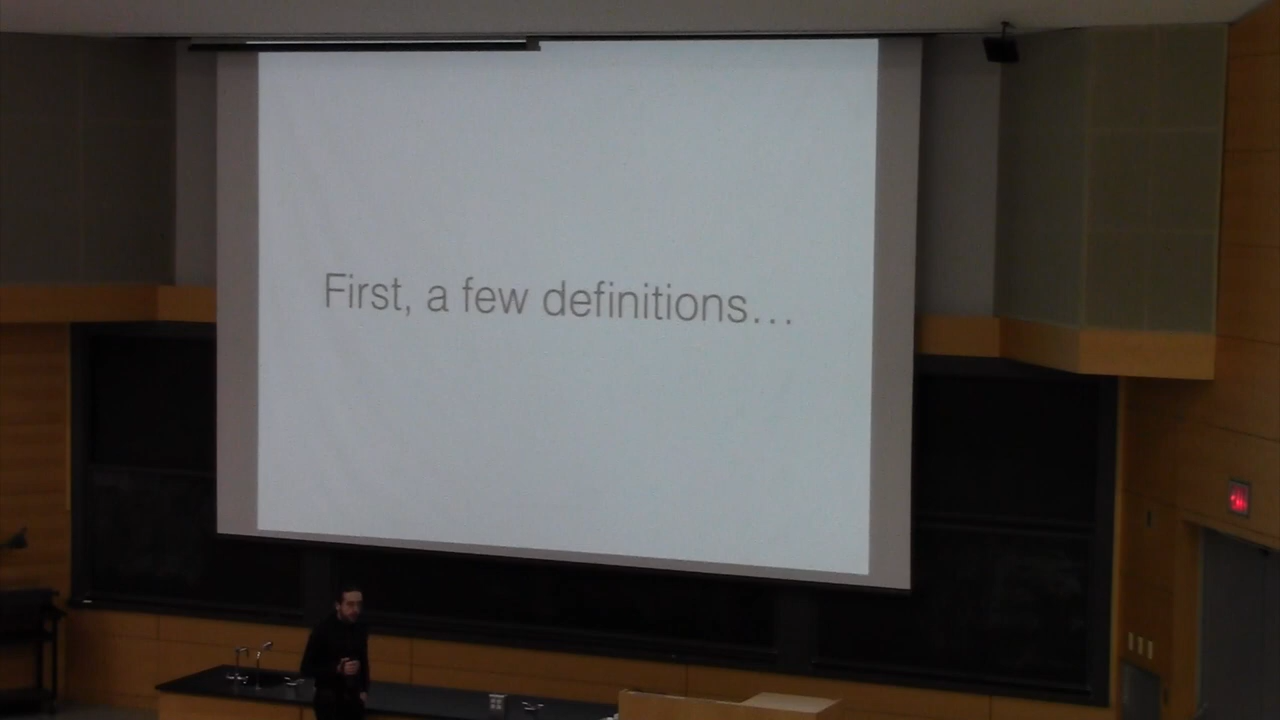 First, a few definitions…